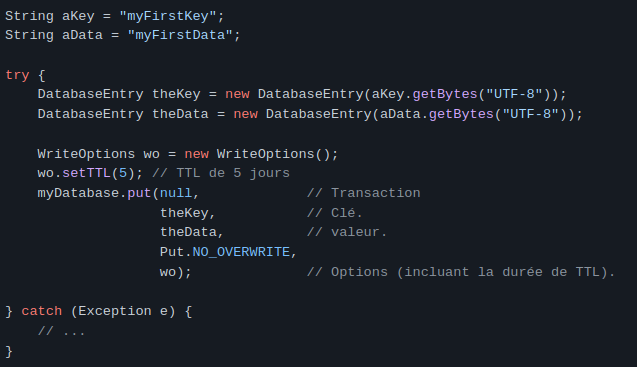 String aKey = "myFirstKey";
String aData = "myFirstData";

try {
    DatabaseEntry theKey = new DatabaseEntry(aKey.getBytes("UTF-8"));
    DatabaseEntry theData = new DatabaseEntry(aData.getBytes("UTF-8"));

    WriteOptions wo = new WriteOptions();
    wo.setTTL(5); // TTL de 5 jours
    myDatabase.put(null,             // Transaction
                   theKey,           // Clé.
                   theData,          // valeur.
                   Put.NO_OVERWRITE,
                   wo);              // Options (incluant la durée de TTL).

} catch (Exception e) {
    // ...
}